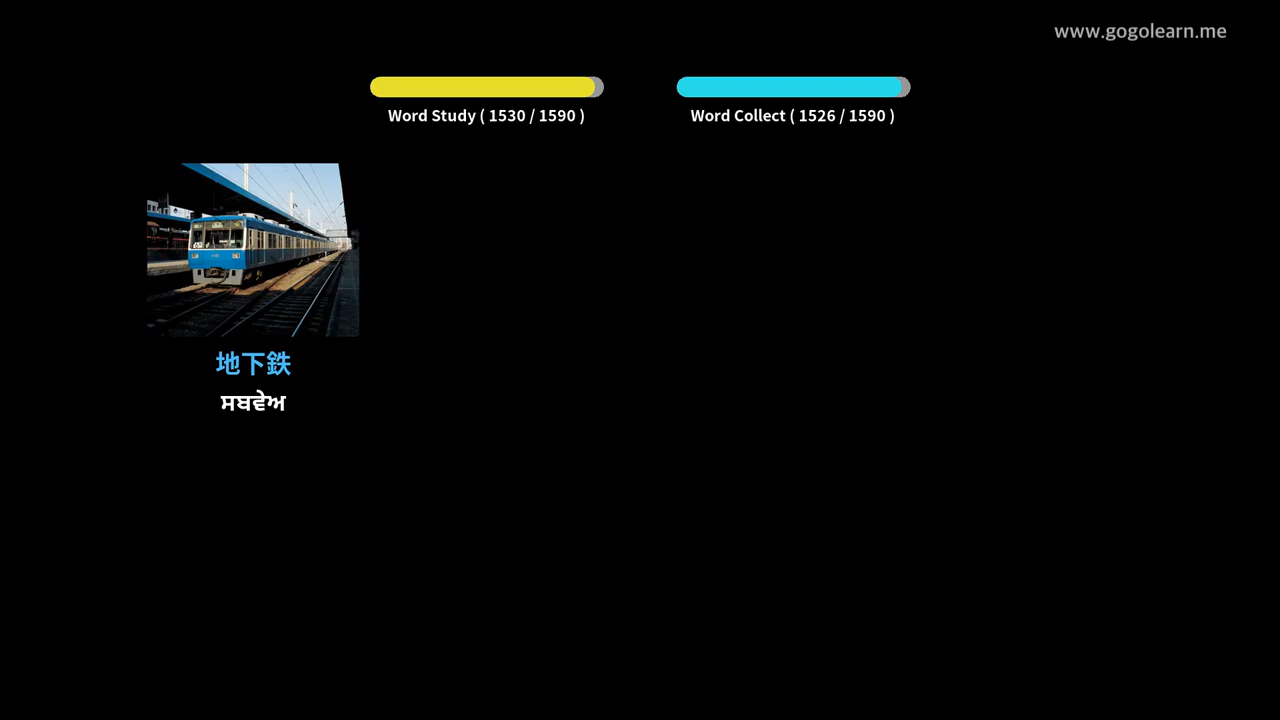 www.gogolearn.me
Word Study ( 1530 / 1590 )
Word Collect ( 1526 / 1590 )
地下鉄
ਸਬਵੇਅ